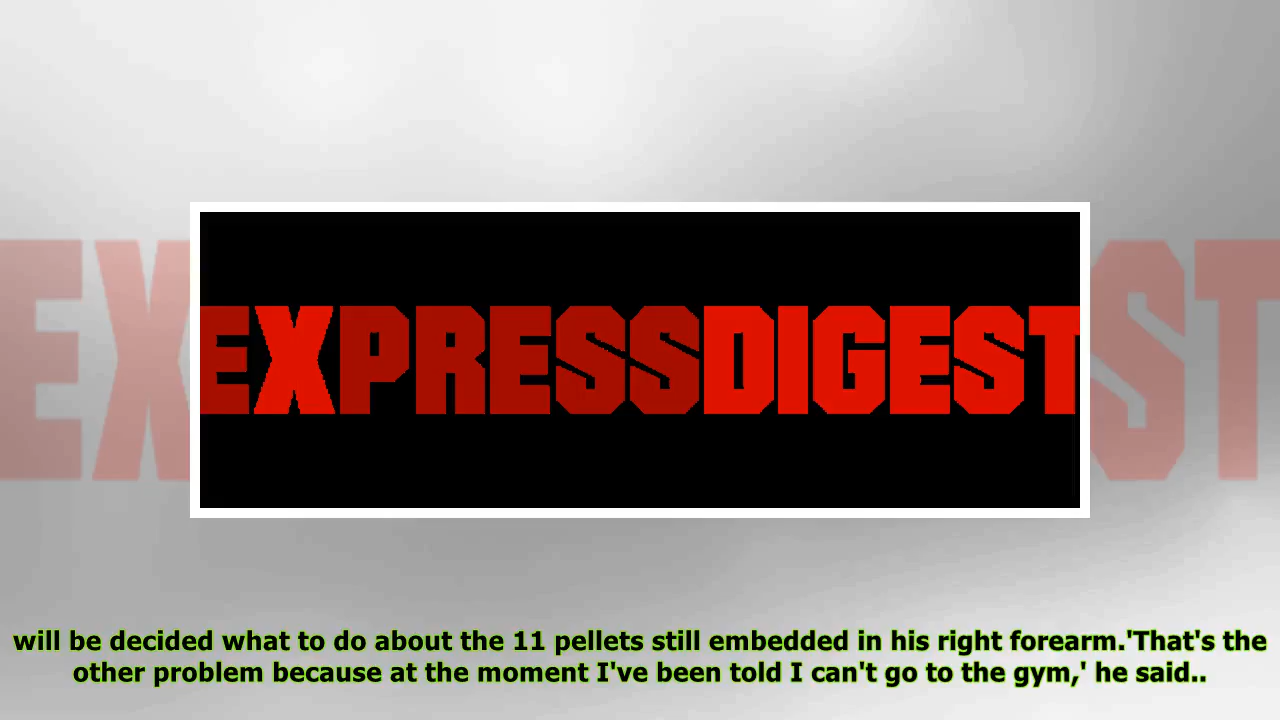 EXPRESSDIGEST
will be decided what to do about the 11 pellets still embedded in his right forearm.'That's the
other problem because at the moment I've been told I can't go to the gym,' he said..